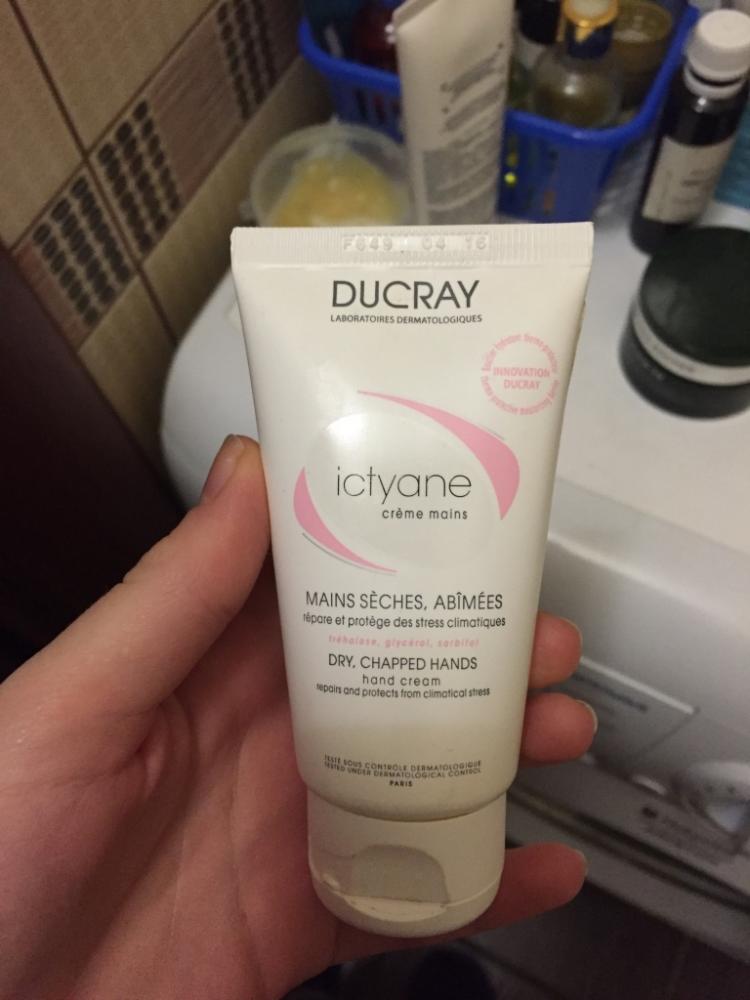 F649 04 16
DUCRAY
LABORATOIRES DERMATOLOGIQUES
INNOVATION
DUCRAY
ictyane
crème mains
MAINS SÈCHES, ABÎMÉES
répare et protège des stress climatiques
tréhalose, glycérol, sorbitol
DRY, CHAPPED HANDS
hand cream
repairs and protects from climatical stress
TESTÉ SOUS CONTRÔLE DERMATOLOGIQUE
TESTED UNDER DERMATOLOGICAL CONTROL
PARIS